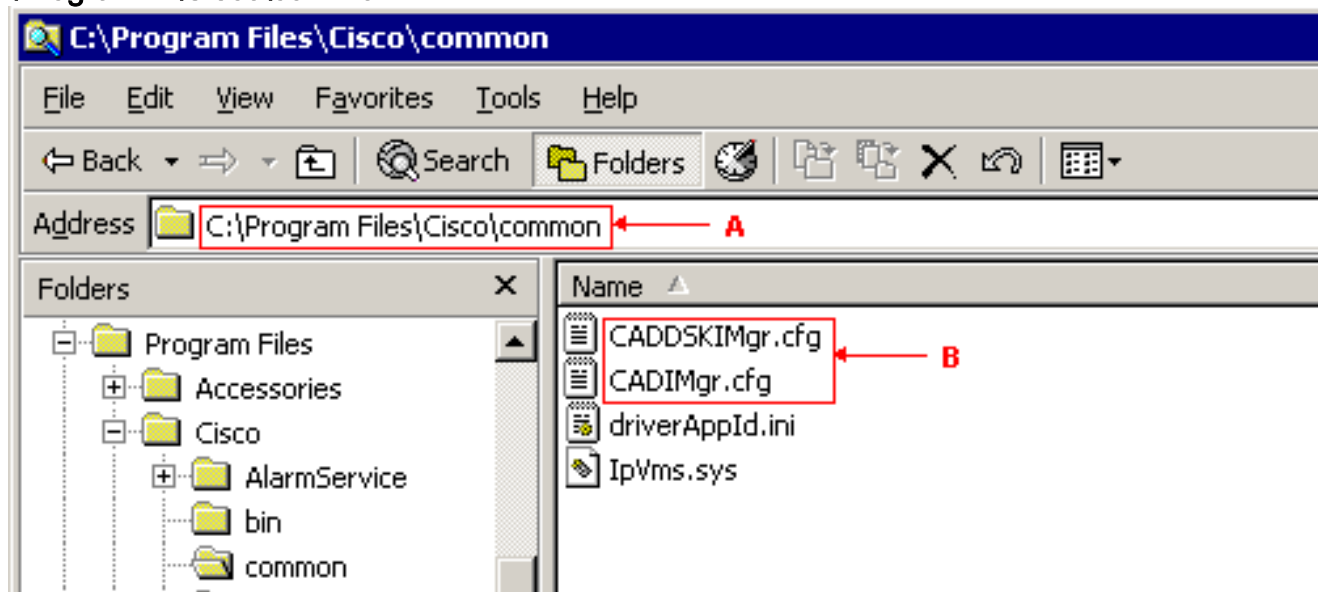 C:\Program Files\Cisco\common
File Edit View Favorites Tools Help
Back Search Folders
Address C:\Program Files\Cisco\common A
Folders X Name
Program Files
Accessories
Cisco
AlarmService
bin
common
CADDSKIMgr.cfg
CADIMgr.cfg
B
driverAppId.ini
IpVms.sys